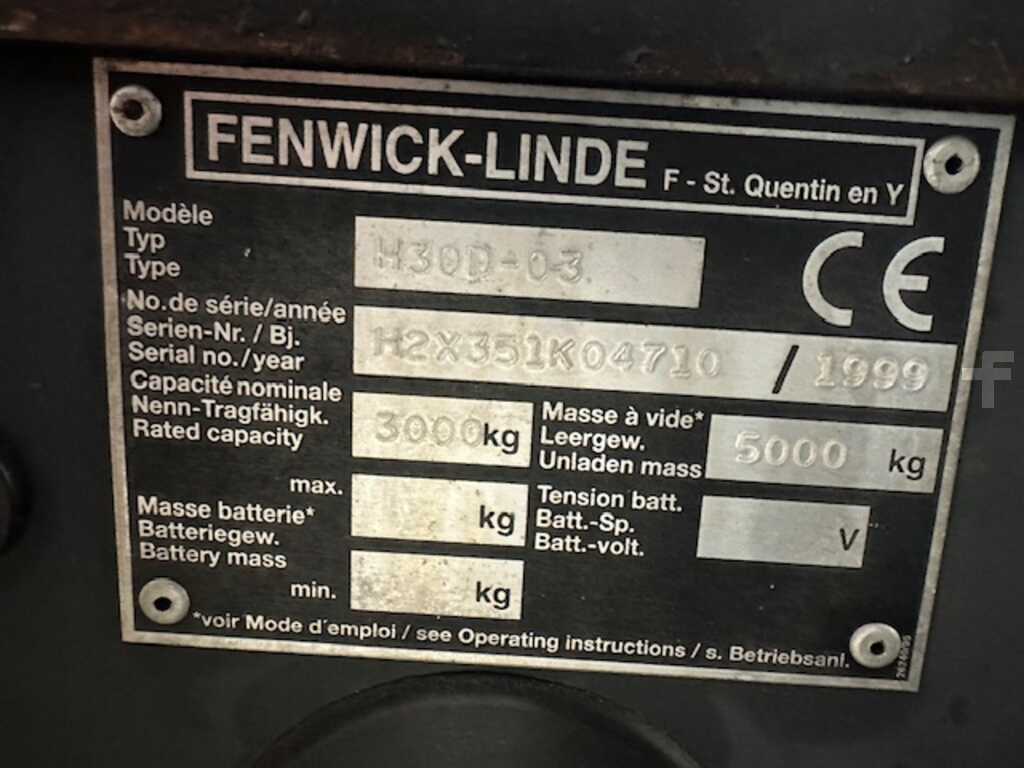 FENWICK-LINDE F - St. Quentin en Y
Modèle
Typ
Type
H30D-03
CE
No.de série/année
Serien-Nr. / Bj.
Serial no./year
H2X351K04710 / 1999
Capacité nominale
Nenn-Tragfähigk.
Rated capacity
3000 kg
Masse à vide*
Leergew.
Unladen mass
5000 kg
Masse batterie*
Batteriegew.
Battery mass
max.
kg
min.
kg
Tension batt.
Batt.-Sp.
Batt.-volt.
V
*voir Mode d'emploi / see Operating instructions / s. Betriebsanl.
f